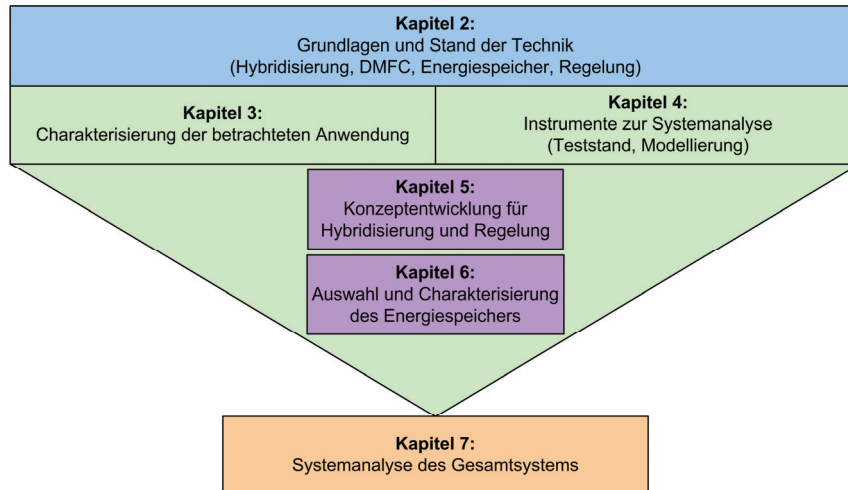 Kapitel 2:
Grundlagen und Stand der Technik
(Hybridisierung, DMFC, Energiespeicher, Regelung)
Kapitel 3:
Charakterisierung der betrachteten Anwendung
Kapitel 4:
Instrumente zur Systemanalyse
(Teststand, Modellierung)
Kapitel 5:
Konzeptentwicklung für
Hybridisierung und Regelung
Kapitel 6:
Auswahl und Charakterisierung
des Energiespeichers
Kapitel 7:
Systemanalyse des Gesamtsystems